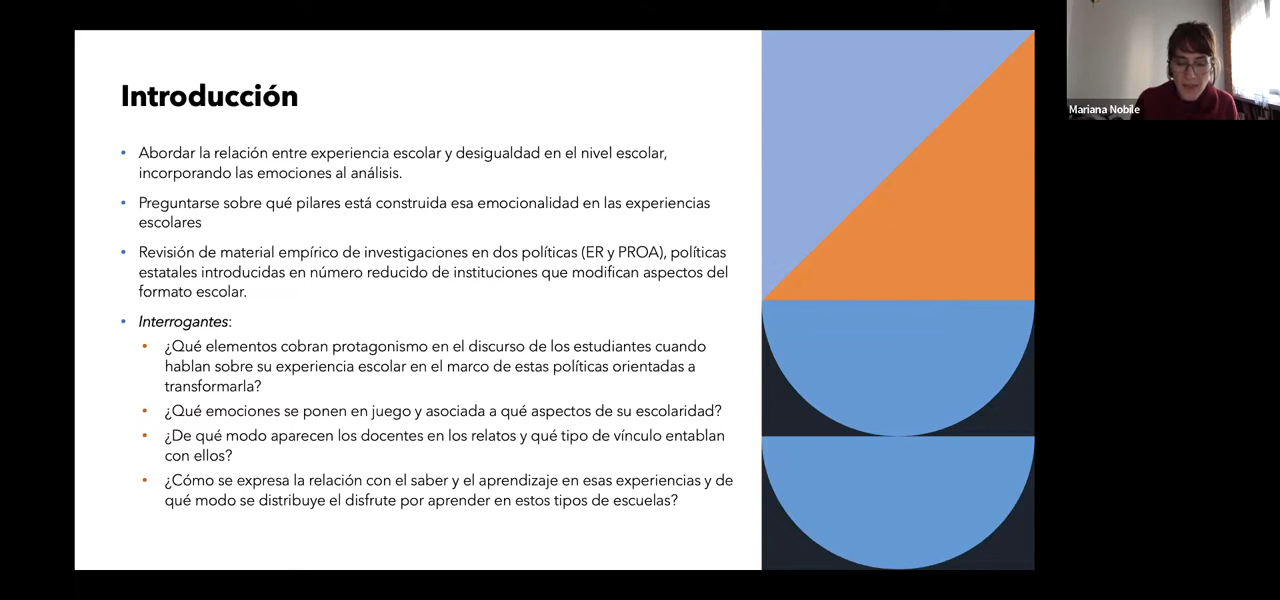 Introducción
• Abordar la relación entre experiencia escolar y desigualdad en el nivel escolar,
incorporando las emociones al análisis.
• Preguntarse sobre qué pilares está construida esa emocionalidad en las experiencias
escolares
• Revisión de material empírico de investigaciones en dos políticas (ER y PROA), políticas
estatales introducidas en número reducido de instituciones que modifican aspectos del
formato escolar.
• Interrogantes:
• ¿Qué elementos cobran protagonismo en el discurso de los estudiantes cuando
hablan sobre su experiencia escolar en el marco de estas políticas orientadas a
transformarla?
• ¿Qué emociones se ponen en juego y asociada a qué aspectos de su escolaridad?
• ¿De qué modo aparecen los docentes en los relatos y qué tipo de vínculo entablan
con ellos?
• ¿Cómo se expresa la relación con el saber y el aprendizaje en esas experiencias y de
qué modo se distribuye el disfrute por aprender en estos tipos de escuelas?
Mariana Nobile